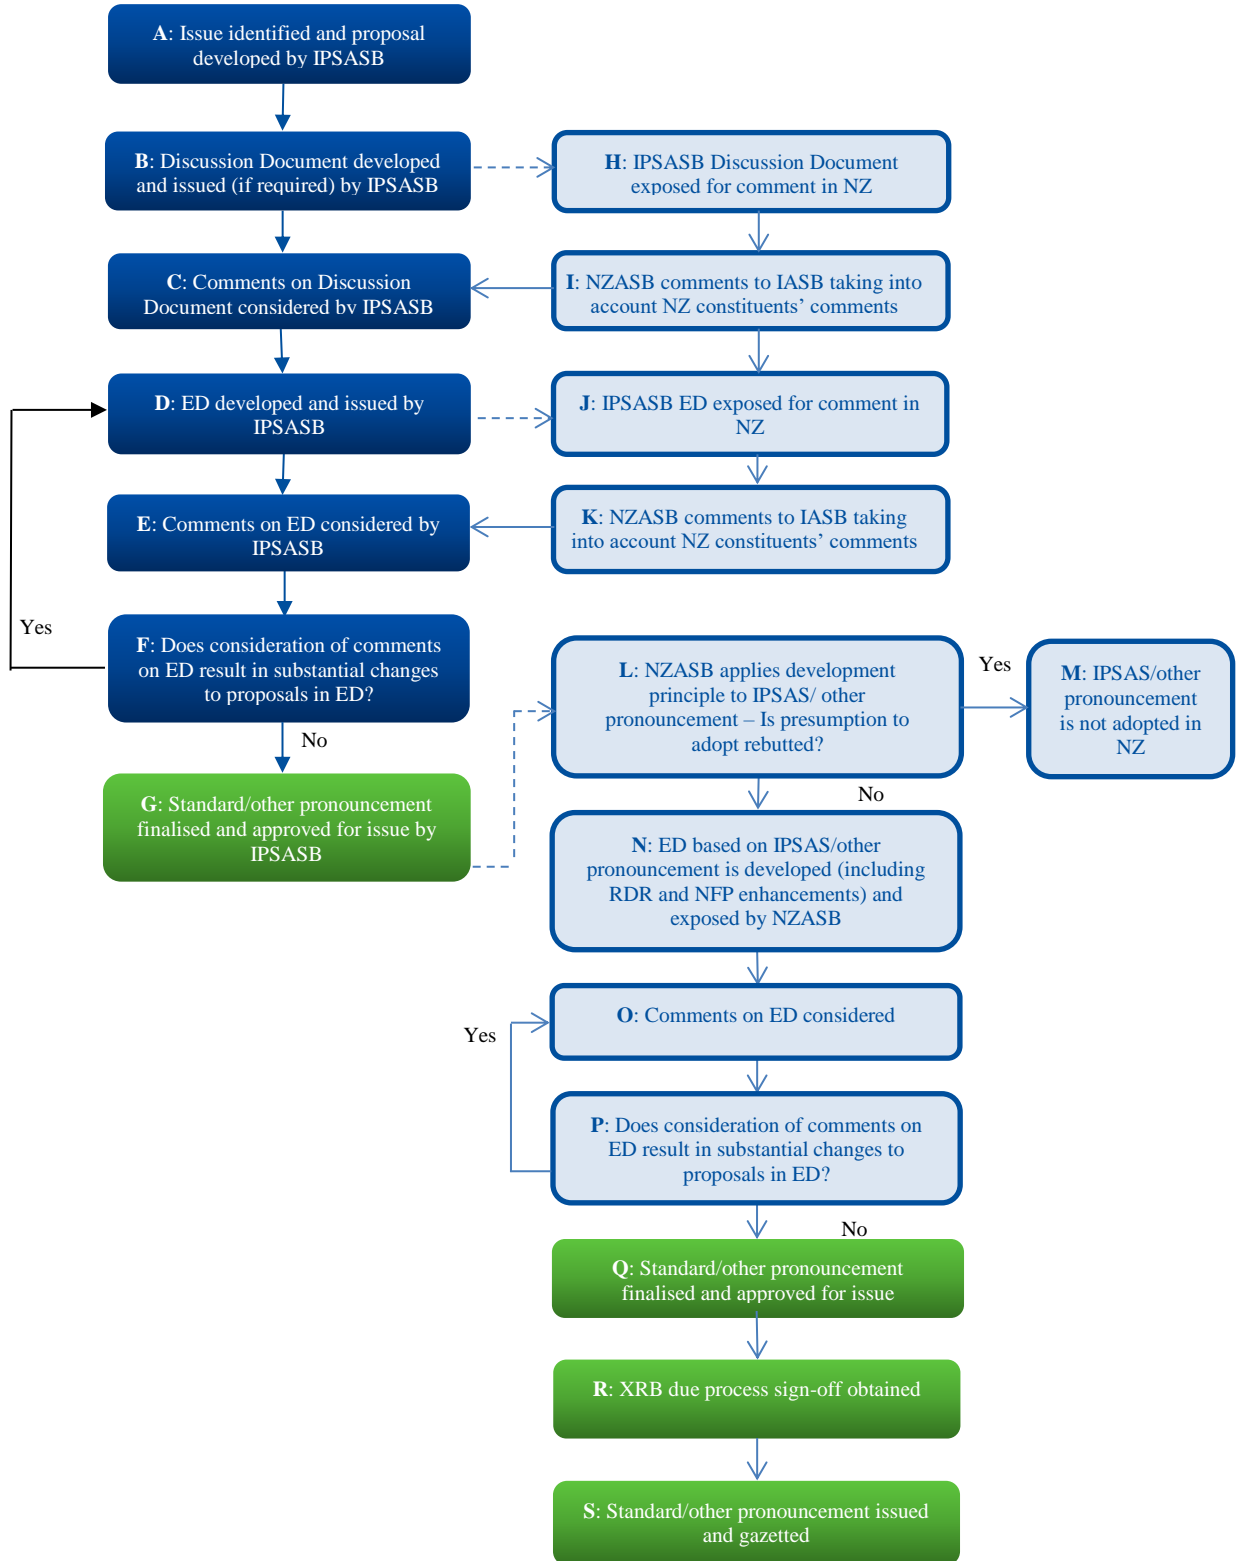 A: Issue identified and proposal
developed by IPSASB
B: Discussion Document developed
and issued (if required) by IPSASB
H: IPSASB Discussion Document
exposed for comment in NZ
C: Comments on Discussion
Document considered by IPSASB
I: NZASB comments to IASB taking into
account NZ constituents’ comments
D: ED developed and issued by
IPSASB
J: IPSASB ED exposed for comment in
NZ
E: Comments on ED considered by
IPSASB
K: NZASB comments to IASB taking
into account NZ constituents’ comments
Yes
F: Does consideration of comments
on ED result in substantial changes
to proposals in ED?
No
L: NZASB applies development
principle to IPSAS/ other
pronouncement – Is presumption to
adopt rebutted?
Yes
M: IPSAS/other
pronouncement
is not adopted in
NZ
No
G: Standard/other pronouncement
finalised and approved for issue by
IPSASB
N: ED based on IPSAS/other
pronouncement is developed (including
RDR and NFP enhancements) and
exposed by NZASB
O: Comments on ED considered
Yes
P: Does consideration of comments on
ED result in substantial changes to
proposals in ED?
No
Q: Standard/other pronouncement
finalised and approved for issue
R: XRB due process sign-off obtained
S: Standard/other pronouncement issued
and gazetted